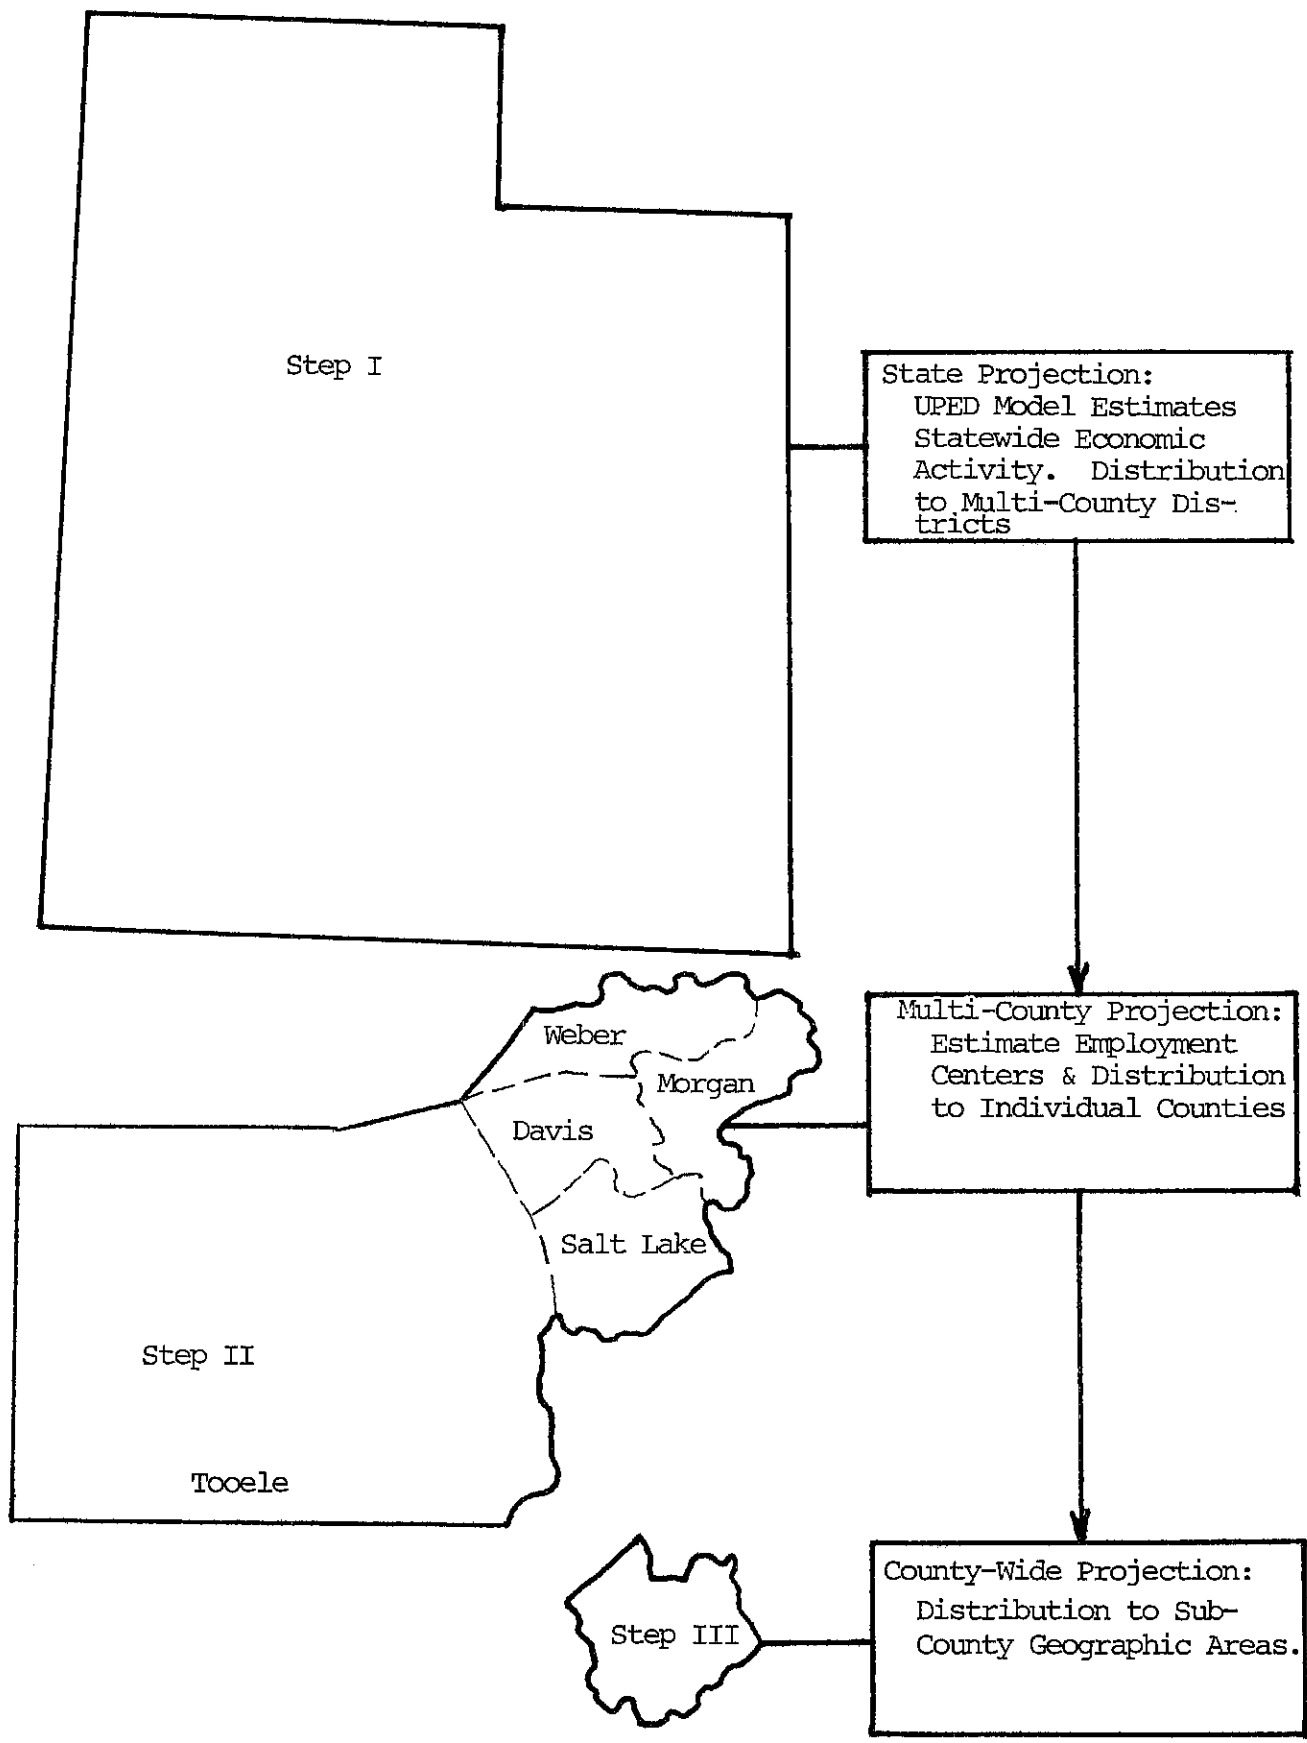 Step I
State Projection:
UPED Model Estimates
Statewide Economic
Activity. Distribution
to Multi-County Dis-
tricts
Weber
Morgan
Davis
Salt Lake
Multi-County Projection:
Estimate Employment
Centers & Distribution
to Individual Counties
Step II
Tooele
Step III
County-Wide Projection:
Distribution to Sub-
County Geographic Areas.